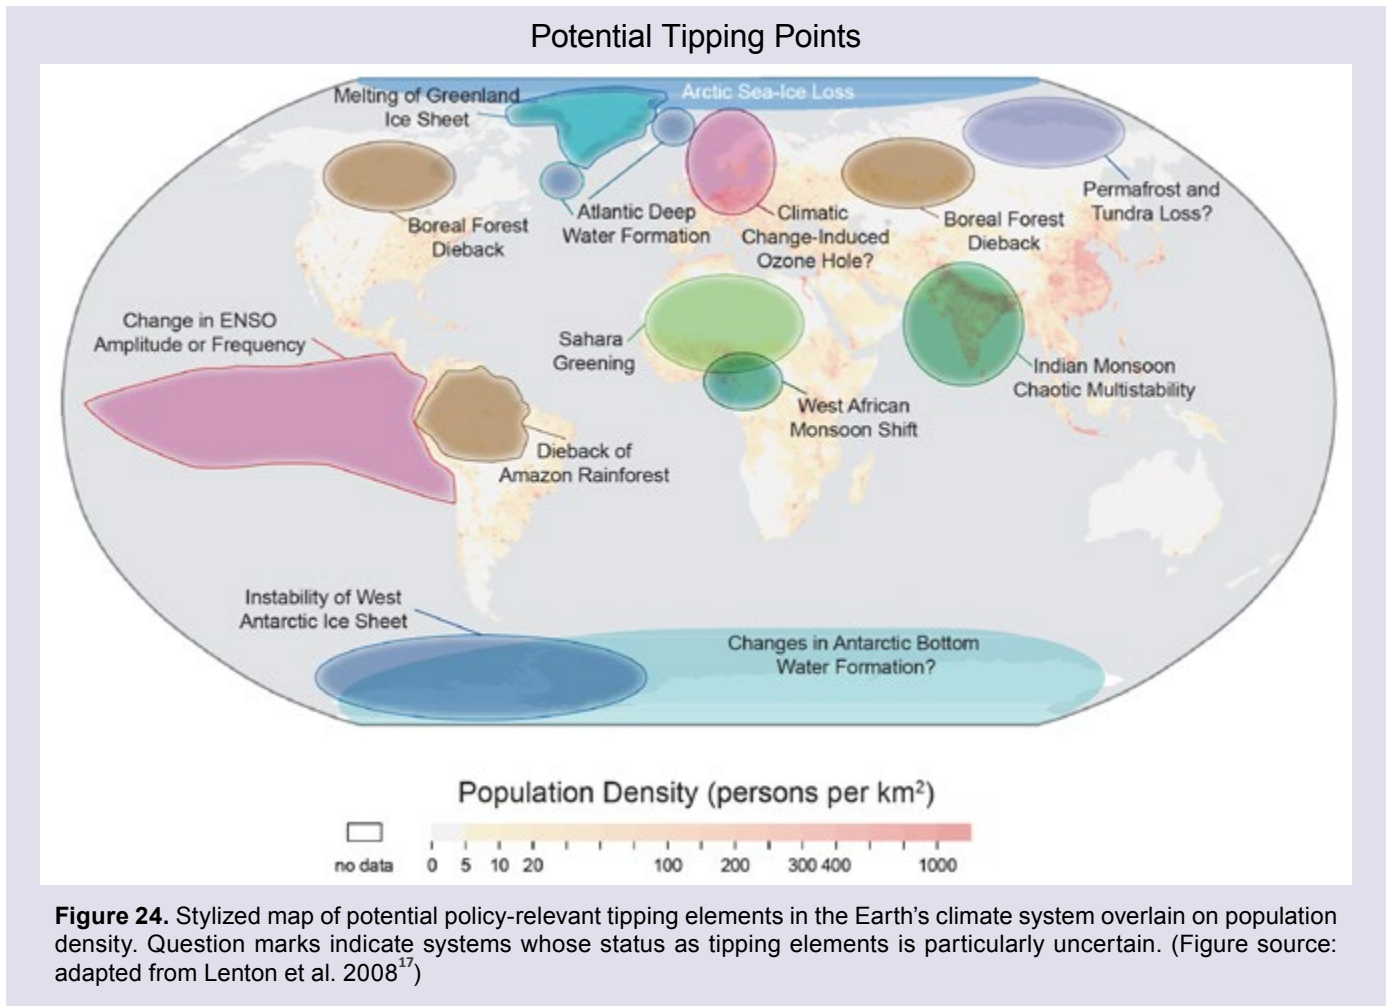 Potential Tipping Points
Melting of Greenland
Ice Sheet
Arctic Sea-Ice Loss
Boreal Forest
Dieback
Atlantic Deep
Water Formation
Climatic
Change-Induced
Ozone Hole?
Boreal Forest
Dieback
Permafrost and
Tundra Loss?
Change in ENSO
Amplitude or Frequency
Sahara
Greening
Indian Monsoon
Chaotic Multistability
West African
Monsoon Shift
Dieback of
Amazon Rainforest
Instability of West
Antarctic Ice Sheet
Changes in Antarctic Bottom
Water Formation?
Population Density (persons per km²)
no data 0 5 10 20 100 200 300 400 1000
Figure 24. Stylized map of potential policy-relevant tipping elements in the Earth’s climate system overlain on population
density. Question marks indicate systems whose status as tipping elements is particularly uncertain. (Figure source:
adapted from Lenton et al. 2008¹⁷)